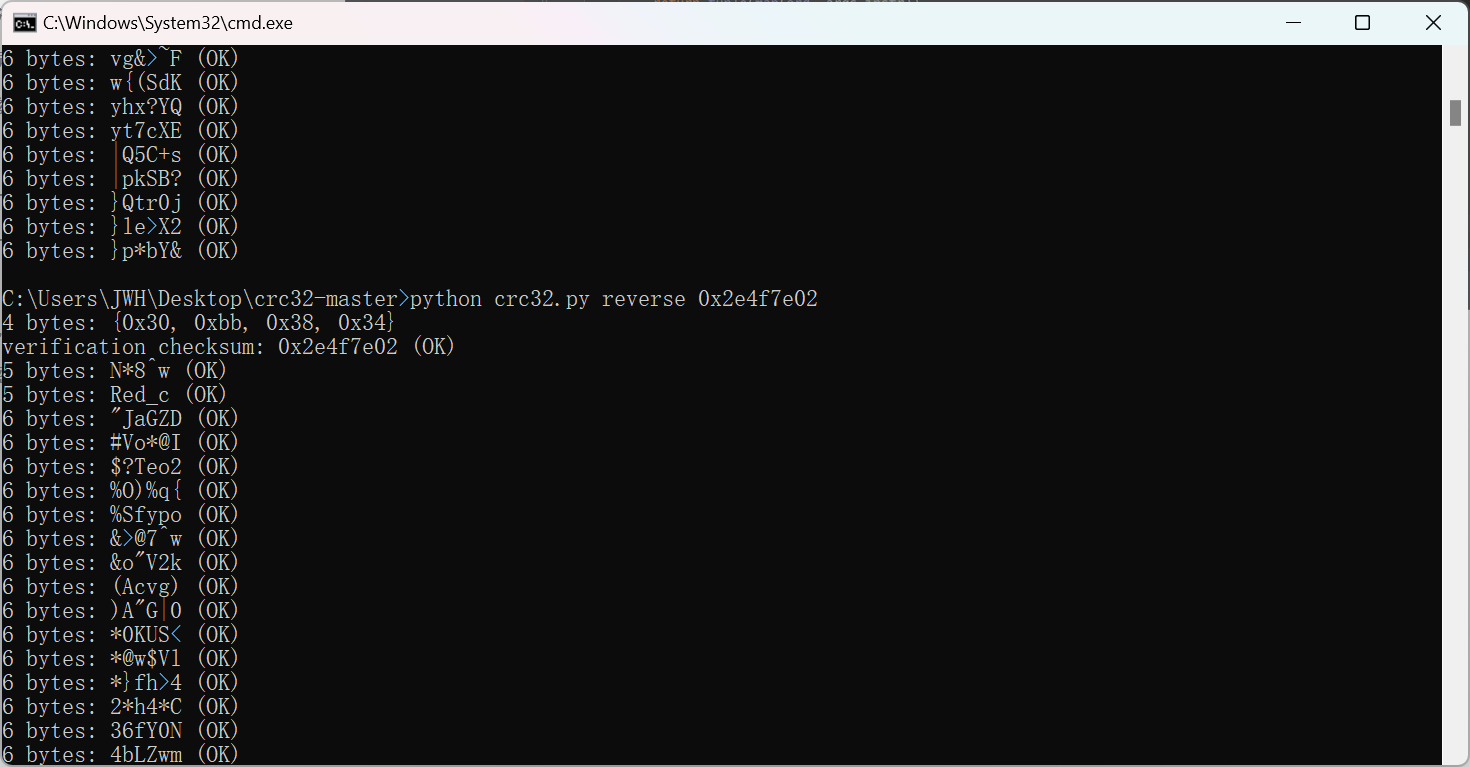 C:\Windows\System32\cmd.exe
6 bytes: vg&>~F (OK)
6 bytes: w{(SdK (OK)
6 bytes: yhx?YQ (OK)
6 bytes: yt7cXE (OK)
6 bytes: |Q5C+s (OK)
6 bytes: |pkSB? (OK)
6 bytes: }Qtr0j (OK)
6 bytes: }le>X2 (OK)
6 bytes: }p*bY& (OK)
C:\Users\JWH\Desktop\crc32-master>python crc32.py reverse 0x2e4f7e02
4 bytes: {0x30, 0xbb, 0x38, 0x34}
verification checksum: 0x2e4f7e02 (OK)
5 bytes: N*8^w (OK)
5 bytes: Red_c (OK)
6 bytes: "JaGZD (OK)
6 bytes: #Vo*@I (OK)
6 bytes: $?Teo2 (OK)
6 bytes: %O)%q{ (OK)
6 bytes: %Sfypo (OK)
6 bytes: &>@7^w (OK)
6 bytes: &o"V2k (OK)
6 bytes: (Acvg) (OK)
6 bytes: )A"G|0 (OK)
6 bytes: *0KUS< (OK)
6 bytes: *@w$Vl (OK)
6 bytes: *}fh>4 (OK)
6 bytes: 2*h4*C (OK)
6 bytes: 36fY0N (OK)
6 bytes: 4bLZwm (OK)